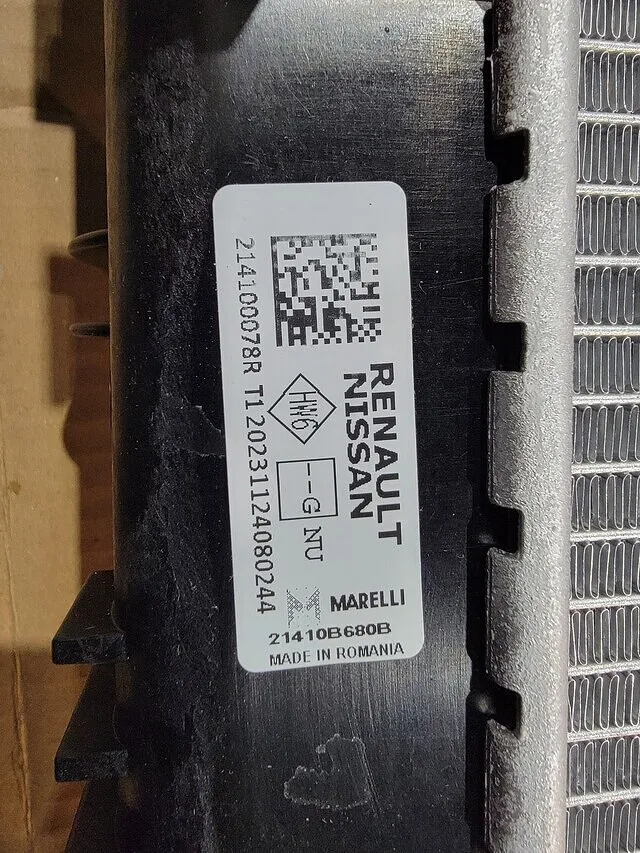 RENAULT
NISSAN
HW6
--G NU
214100078R T120231124080244
MARELLI
21410B680B
MADE IN ROMANIA